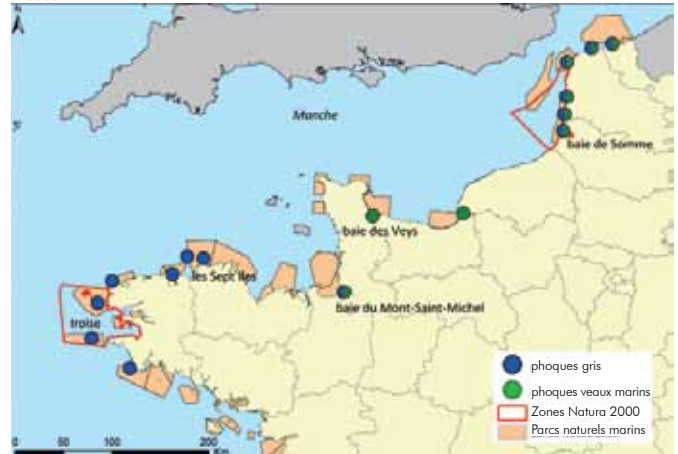 Manche
baie de Somme
baie des Veys
les Sept Iles
baie du Mont-Saint-Michel
Iroise
phoques gris
phoques veaux marins
Zones Natura 2000
Parcs naturels marins
0 50 100 200
Km